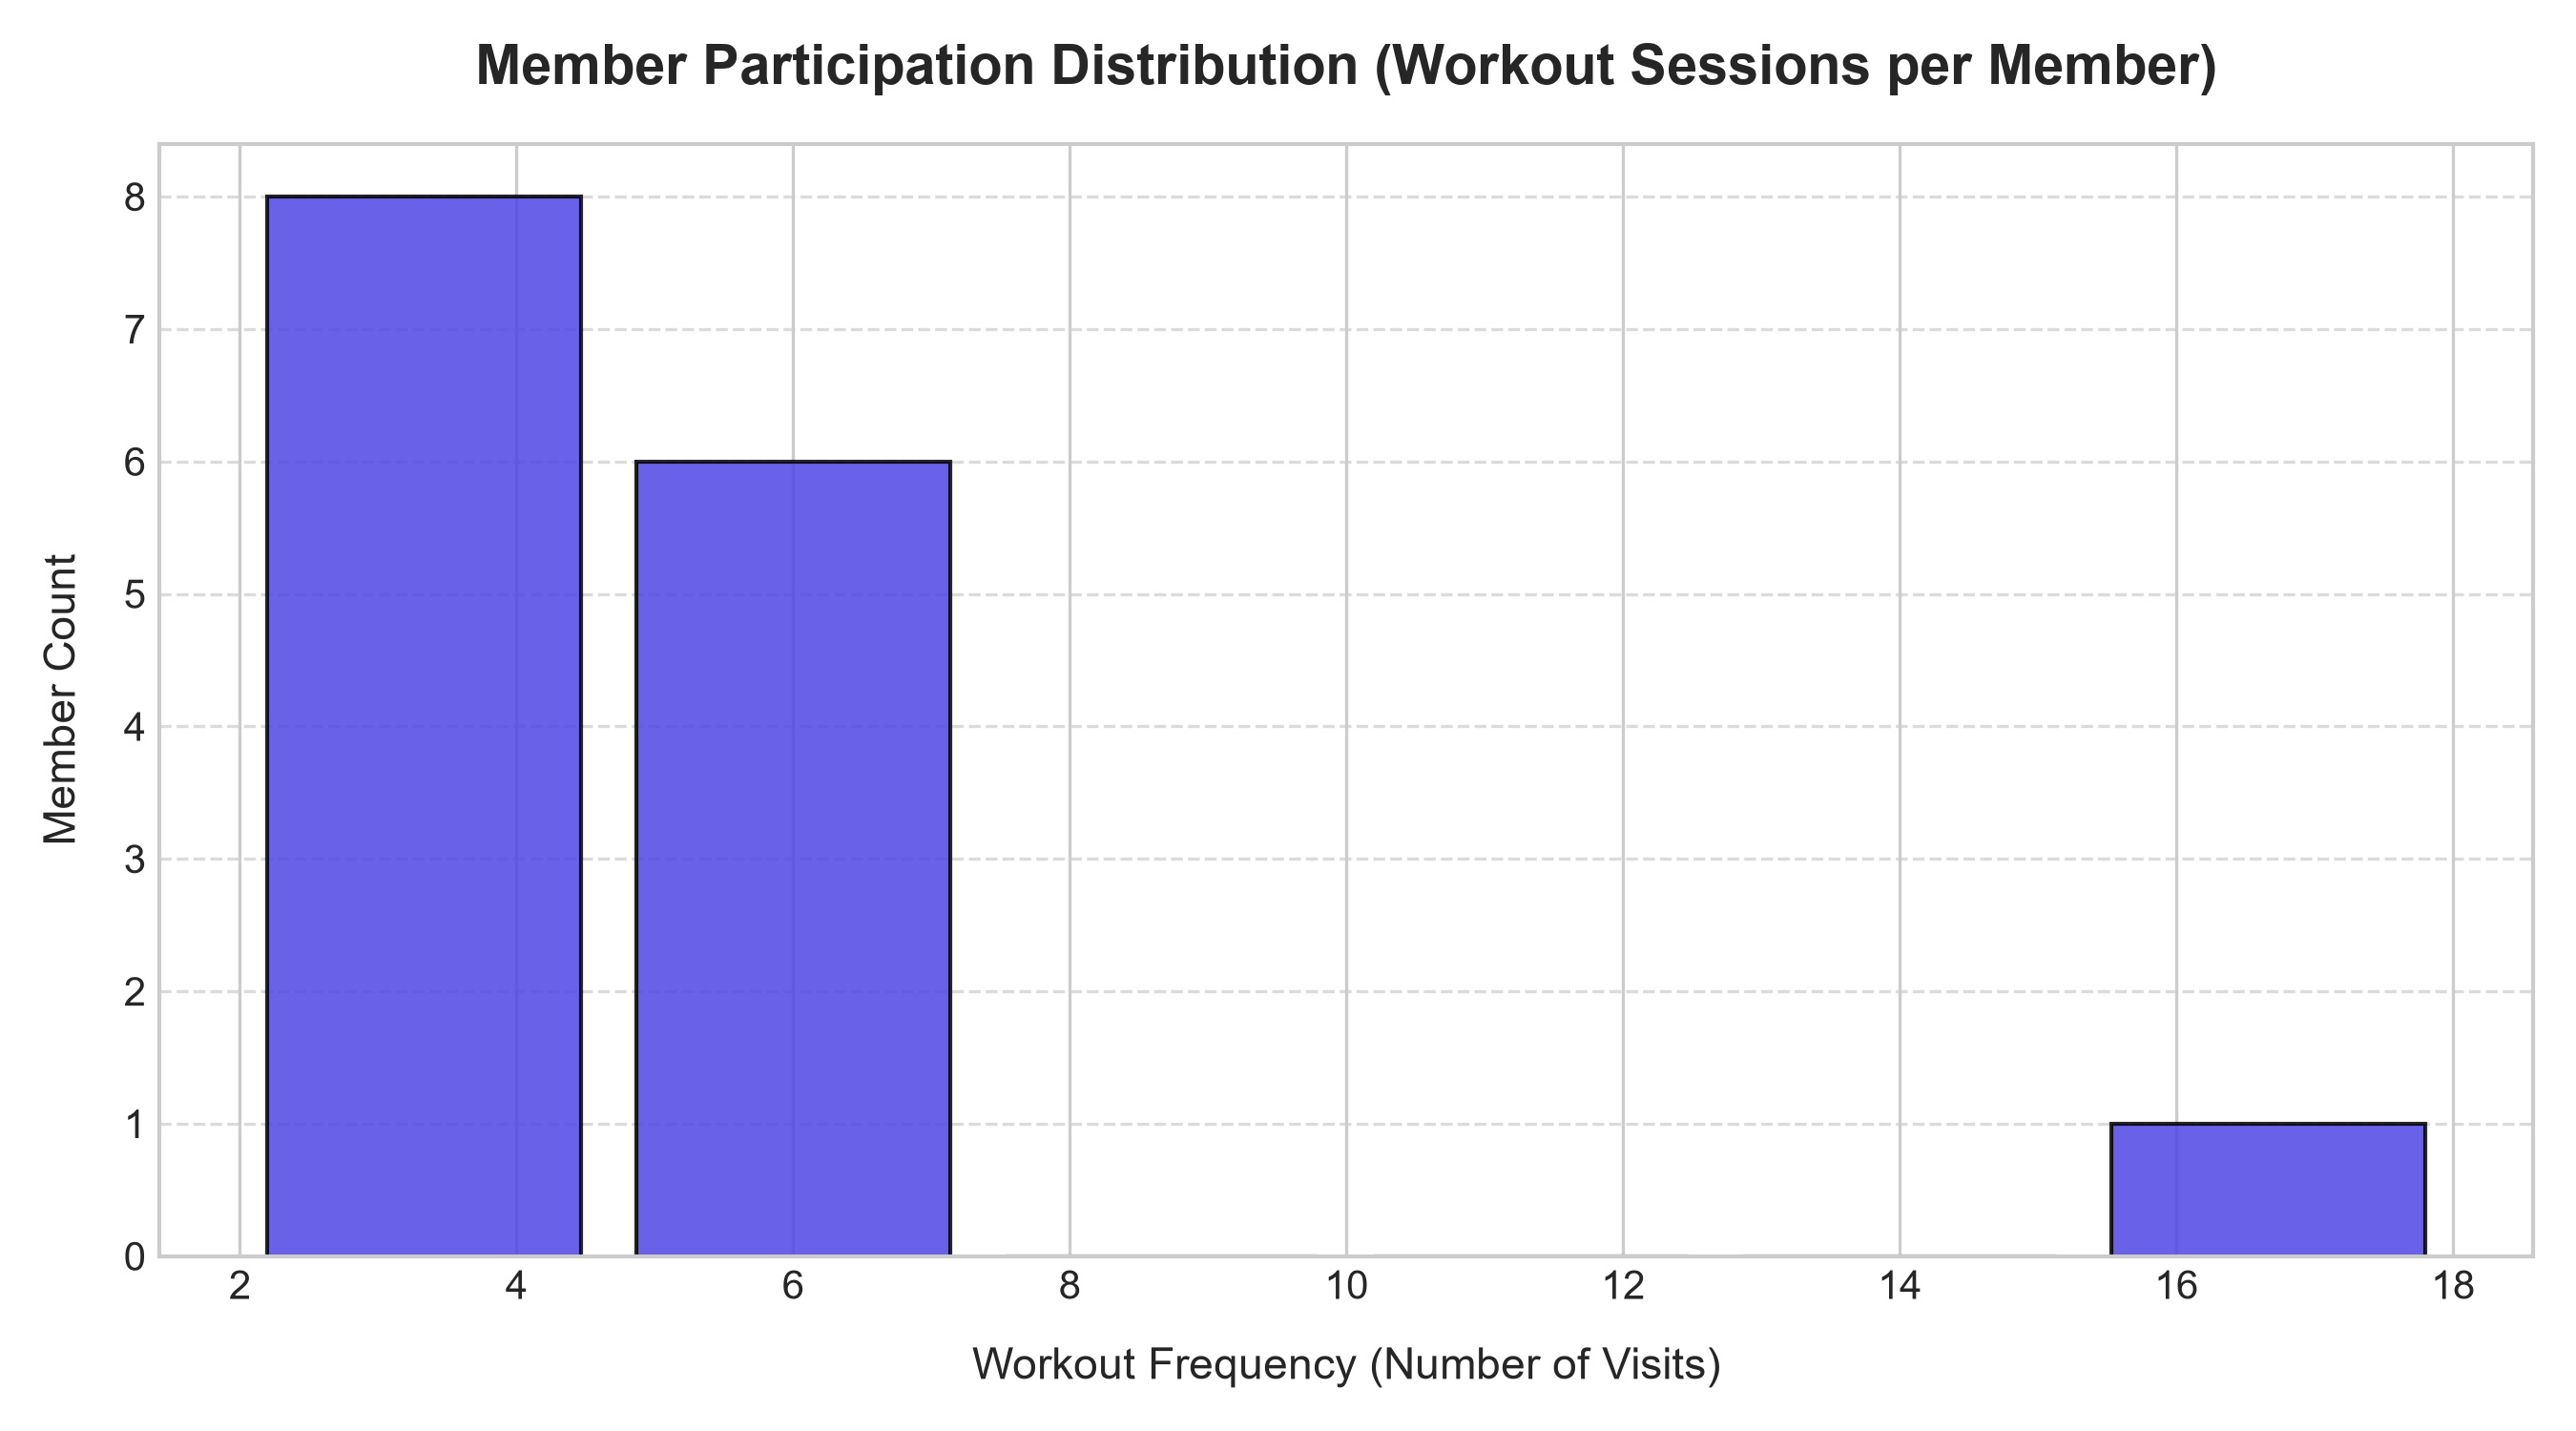 Member Participation Distribution (Workout Sessions per Member)
8
7
6
5
4
3
2
1
0
Member Count
2 4 6 8 10 12 14 16 18
Workout Frequency (Number of Visits)